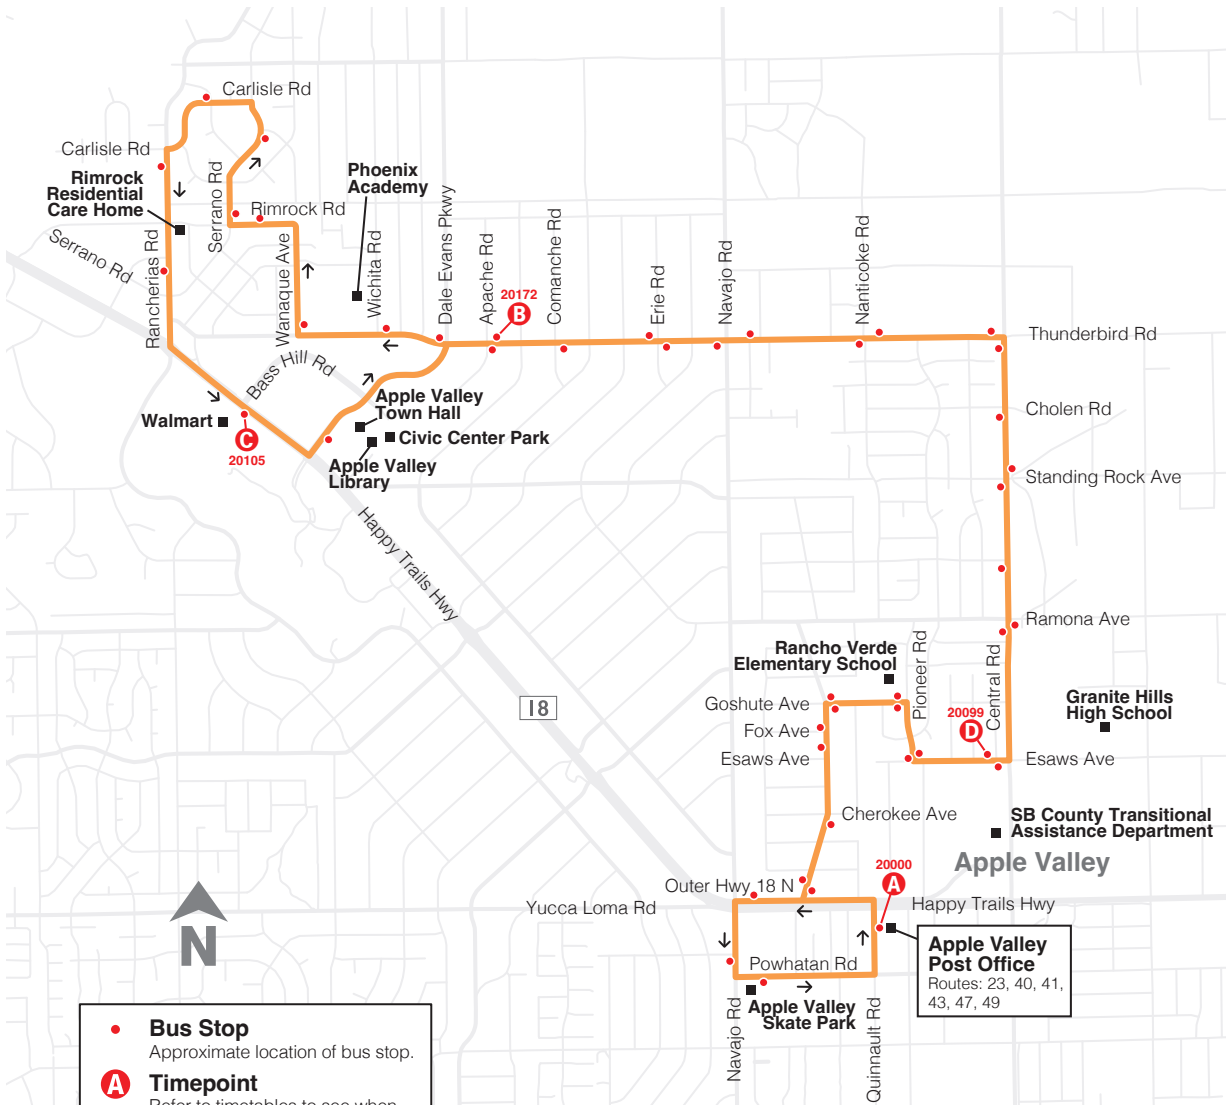 Carlisle Rd
Carlisle Rd
Rimrock
Residential
Care Home
Serrano Rd
Phoenix
Academy
Rimrock Rd
Serrano Rd
Rancherias Rd
Wanaque Ave
Wichita Rd
Dale Evans Pkwy
Apache Rd
20172
B
Comanche Rd
Erie Rd
Navajo Rd
Nanticoke Rd
Thunderbird Rd
Bass Hill Rd
Walmart
C
20105
Apple Valley
Town Hall
Civic Center Park
Apple Valley
Library
Cholen Rd
Standing Rock Ave
Happy Trails Hwy
Ramona Ave
Rancho Verde
Elementary School
Pioneer Rd
Central Rd
Granite Hills
High School
18
Goshute Ave
Fox Ave
Esaws Ave
20099
D
Esaws Ave
Cherokee Ave
SB County Transitional
Assistance Department
Apple Valley
20000
A
Outer Hwy 18 N
Yucca Loma Rd
Happy Trails Hwy
N
Powhatan Rd
Apple Valley
Post Office
Routes: 23, 40, 41,
43, 47, 49
Apple Valley
Skate Park
Navajo Rd
Quinnault Rd
Bus Stop
Approximate location of bus stop.
A
Timepoint
Refer to timetables to see when